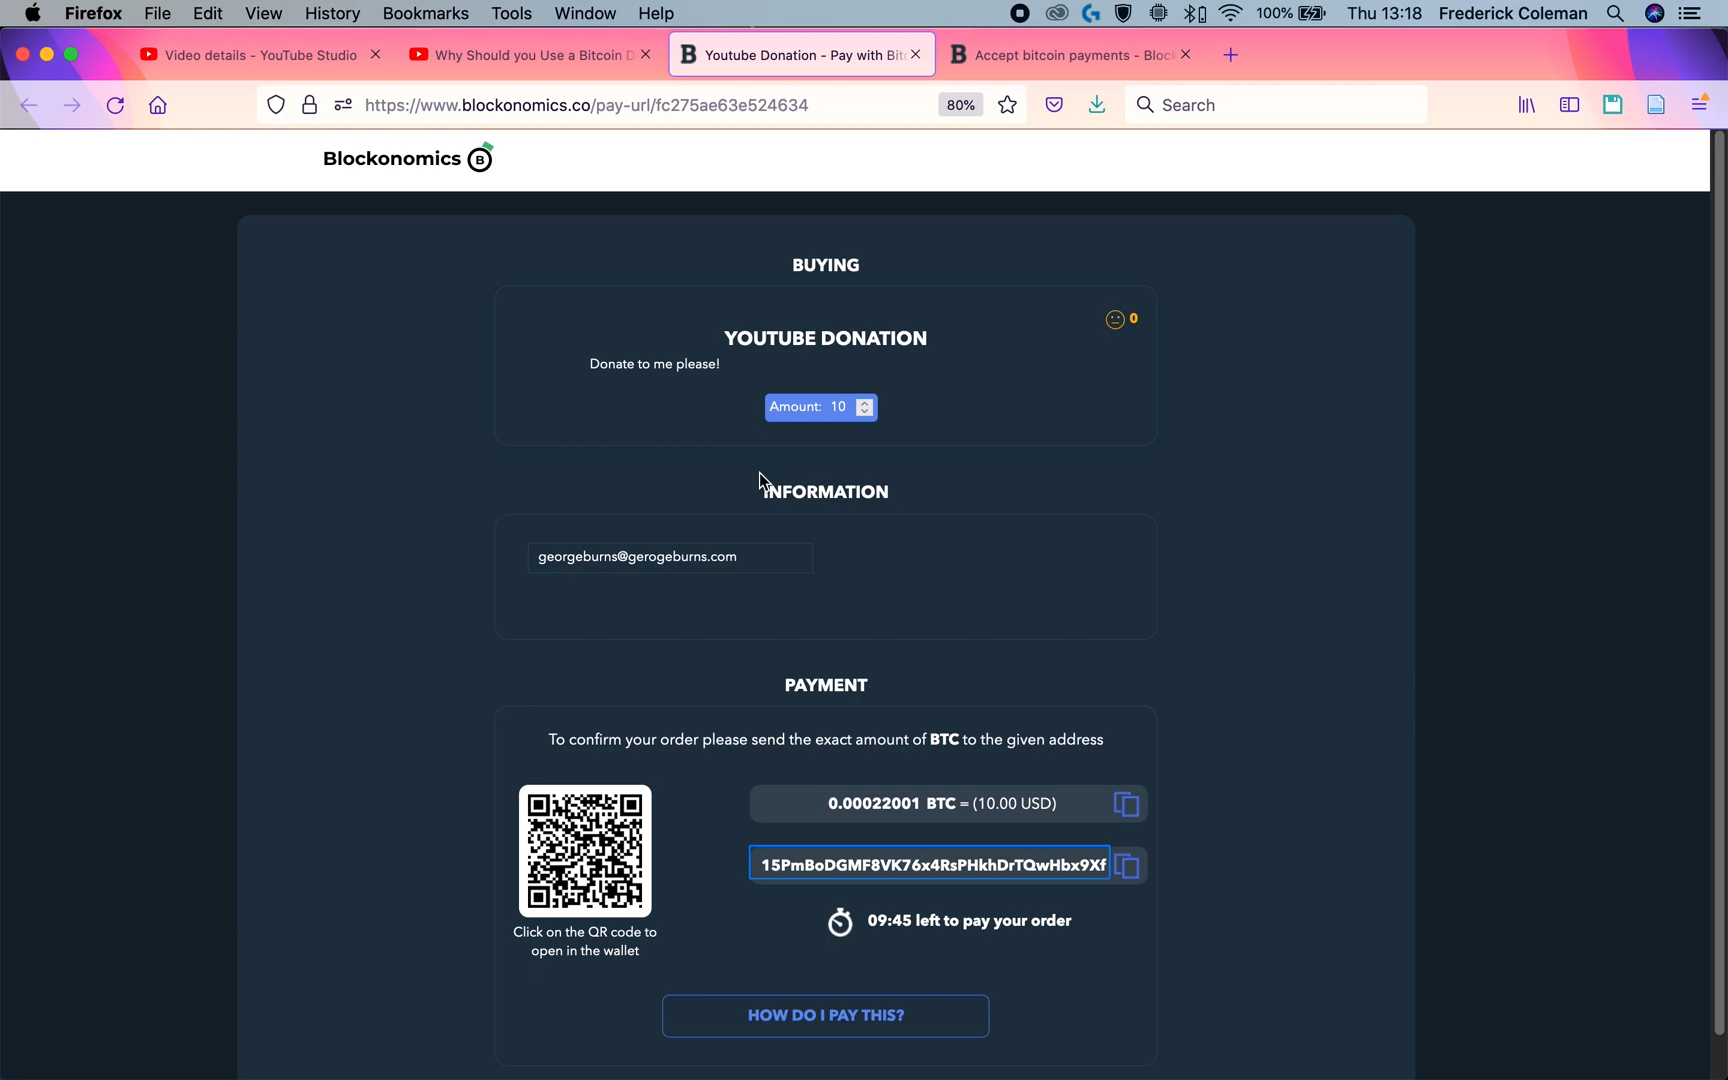 Firefox File Edit View History Bookmarks Tools Window Help 100% Thu 13:18 Frederick Coleman
Video details - YouTube Studio Why Should you Use a Bitcoin D Youtube Donation - Pay with Bitc Accept bitcoin payments - Block
https://www.blockonomics.co/pay-url/fc275ae63e524634 80% Search
Blockonomics B
BUYING
0
YOUTUBE DONATION
Donate to me please!
Amount: 10
INFORMATION
georgeburns@gerogeburns.com
PAYMENT
To confirm your order please send the exact amount of BTC to the given address
0.00022001 BTC = (10.00 USD)
15PmBoDGMF8VK76x4RsPHkhDrTQwHbx9Xf
09:45 left to pay your order
Click on the QR code to
open in the wallet
HOW DO I PAY THIS?